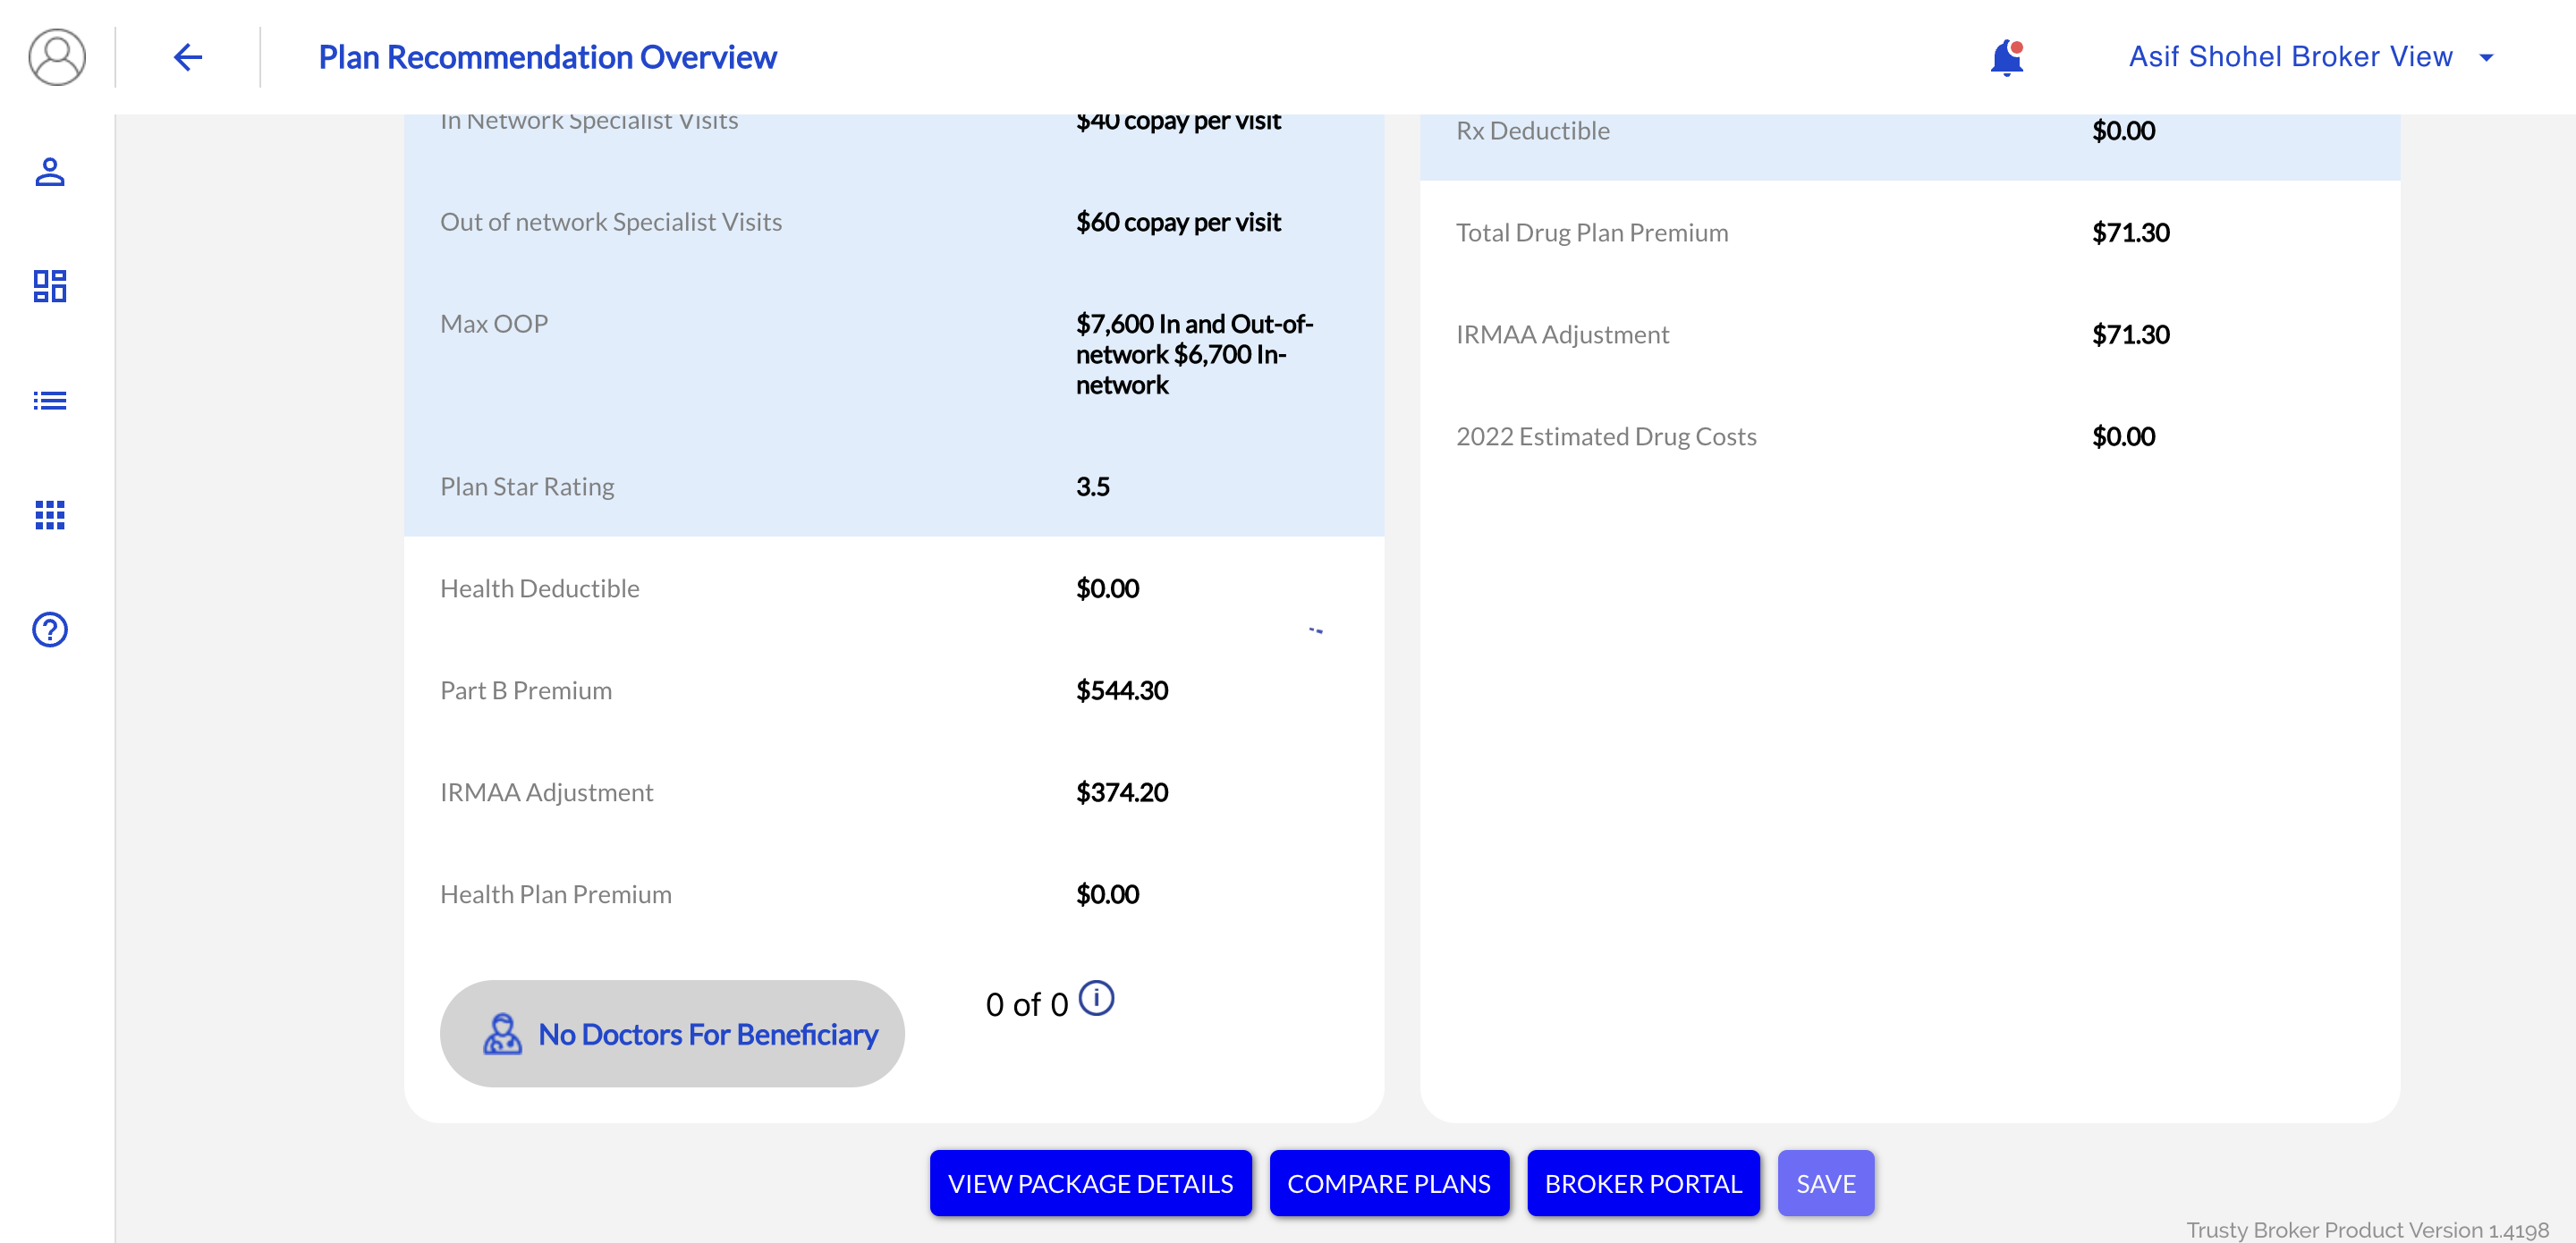 Plan Recommendation Overview
Asif Shohel Broker View
In Network Specialist Visits
$40 copay per visit
Out of network Specialist Visits
$60 copay per visit
Max OOP
$7,600 In and Out-of-
network $6,700 In-
network
Plan Star Rating
3.5
Health Deductible
$0.00
Part B Premium
$544.30
IRMAA Adjustment
$374.20
Health Plan Premium
$0.00
No Doctors For Beneficiary
0 of 0
Rx Deductible
$0.00
Total Drug Plan Premium
$71.30
IRMAA Adjustment
$71.30
2022 Estimated Drug Costs
$0.00
VIEW PACKAGE DETAILS
COMPARE PLANS
BROKER PORTAL
SAVE
Trusty Broker Product Version 1.4198